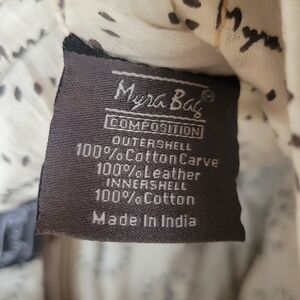 Myra Bag
COMPOSITION
OUTERSHELL
100%CottonCarve
100%Leather
INNERSHELL
100%Cotton
Made In India